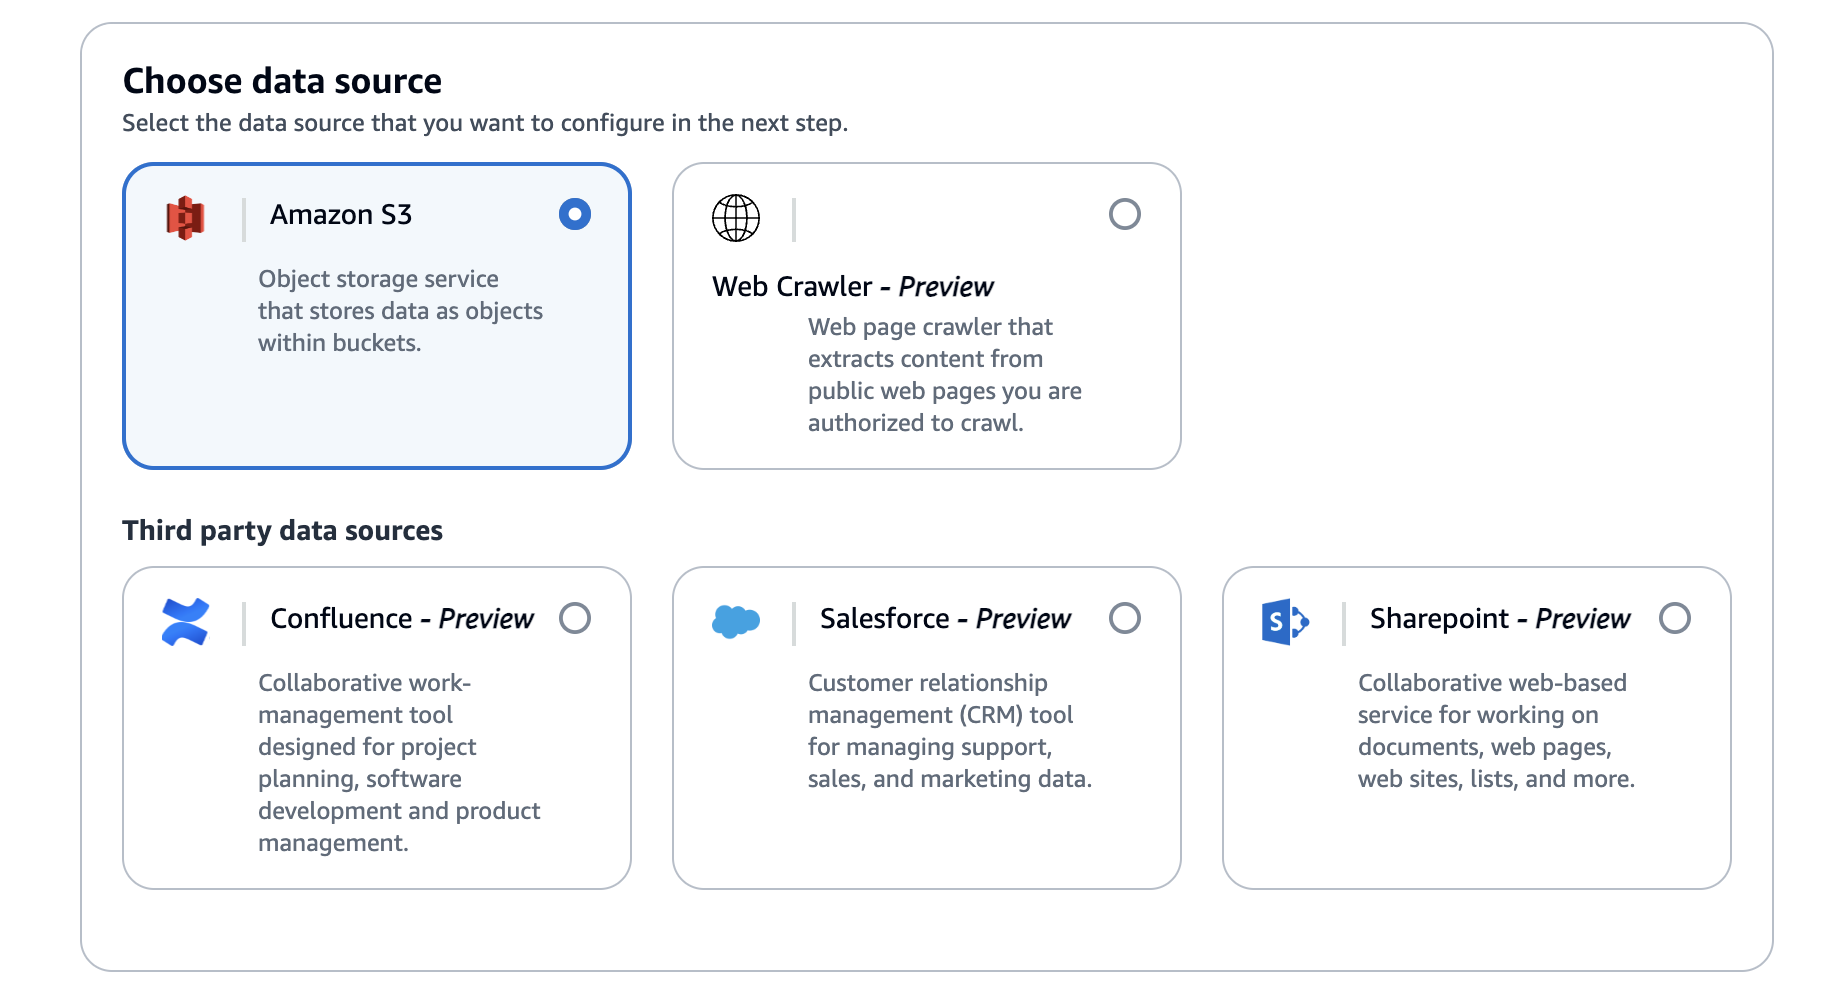 Choose data source
Select the data source that you want to configure in the next step.
Amazon S3
Object storage service
that stores data as objects
within buckets.
Web Crawler - Preview
Web page crawler that
extracts content from
public web pages you are
authorized to crawl.
Third party data sources
Confluence - Preview
Collaborative work-
management tool
designed for project
planning, software
development and product
management.
Salesforce - Preview
Customer relationship
management (CRM) tool
for managing support,
sales, and marketing data.
S
Sharepoint - Preview
Collaborative web-based
service for working on
documents, web pages,
web sites, lists, and more.